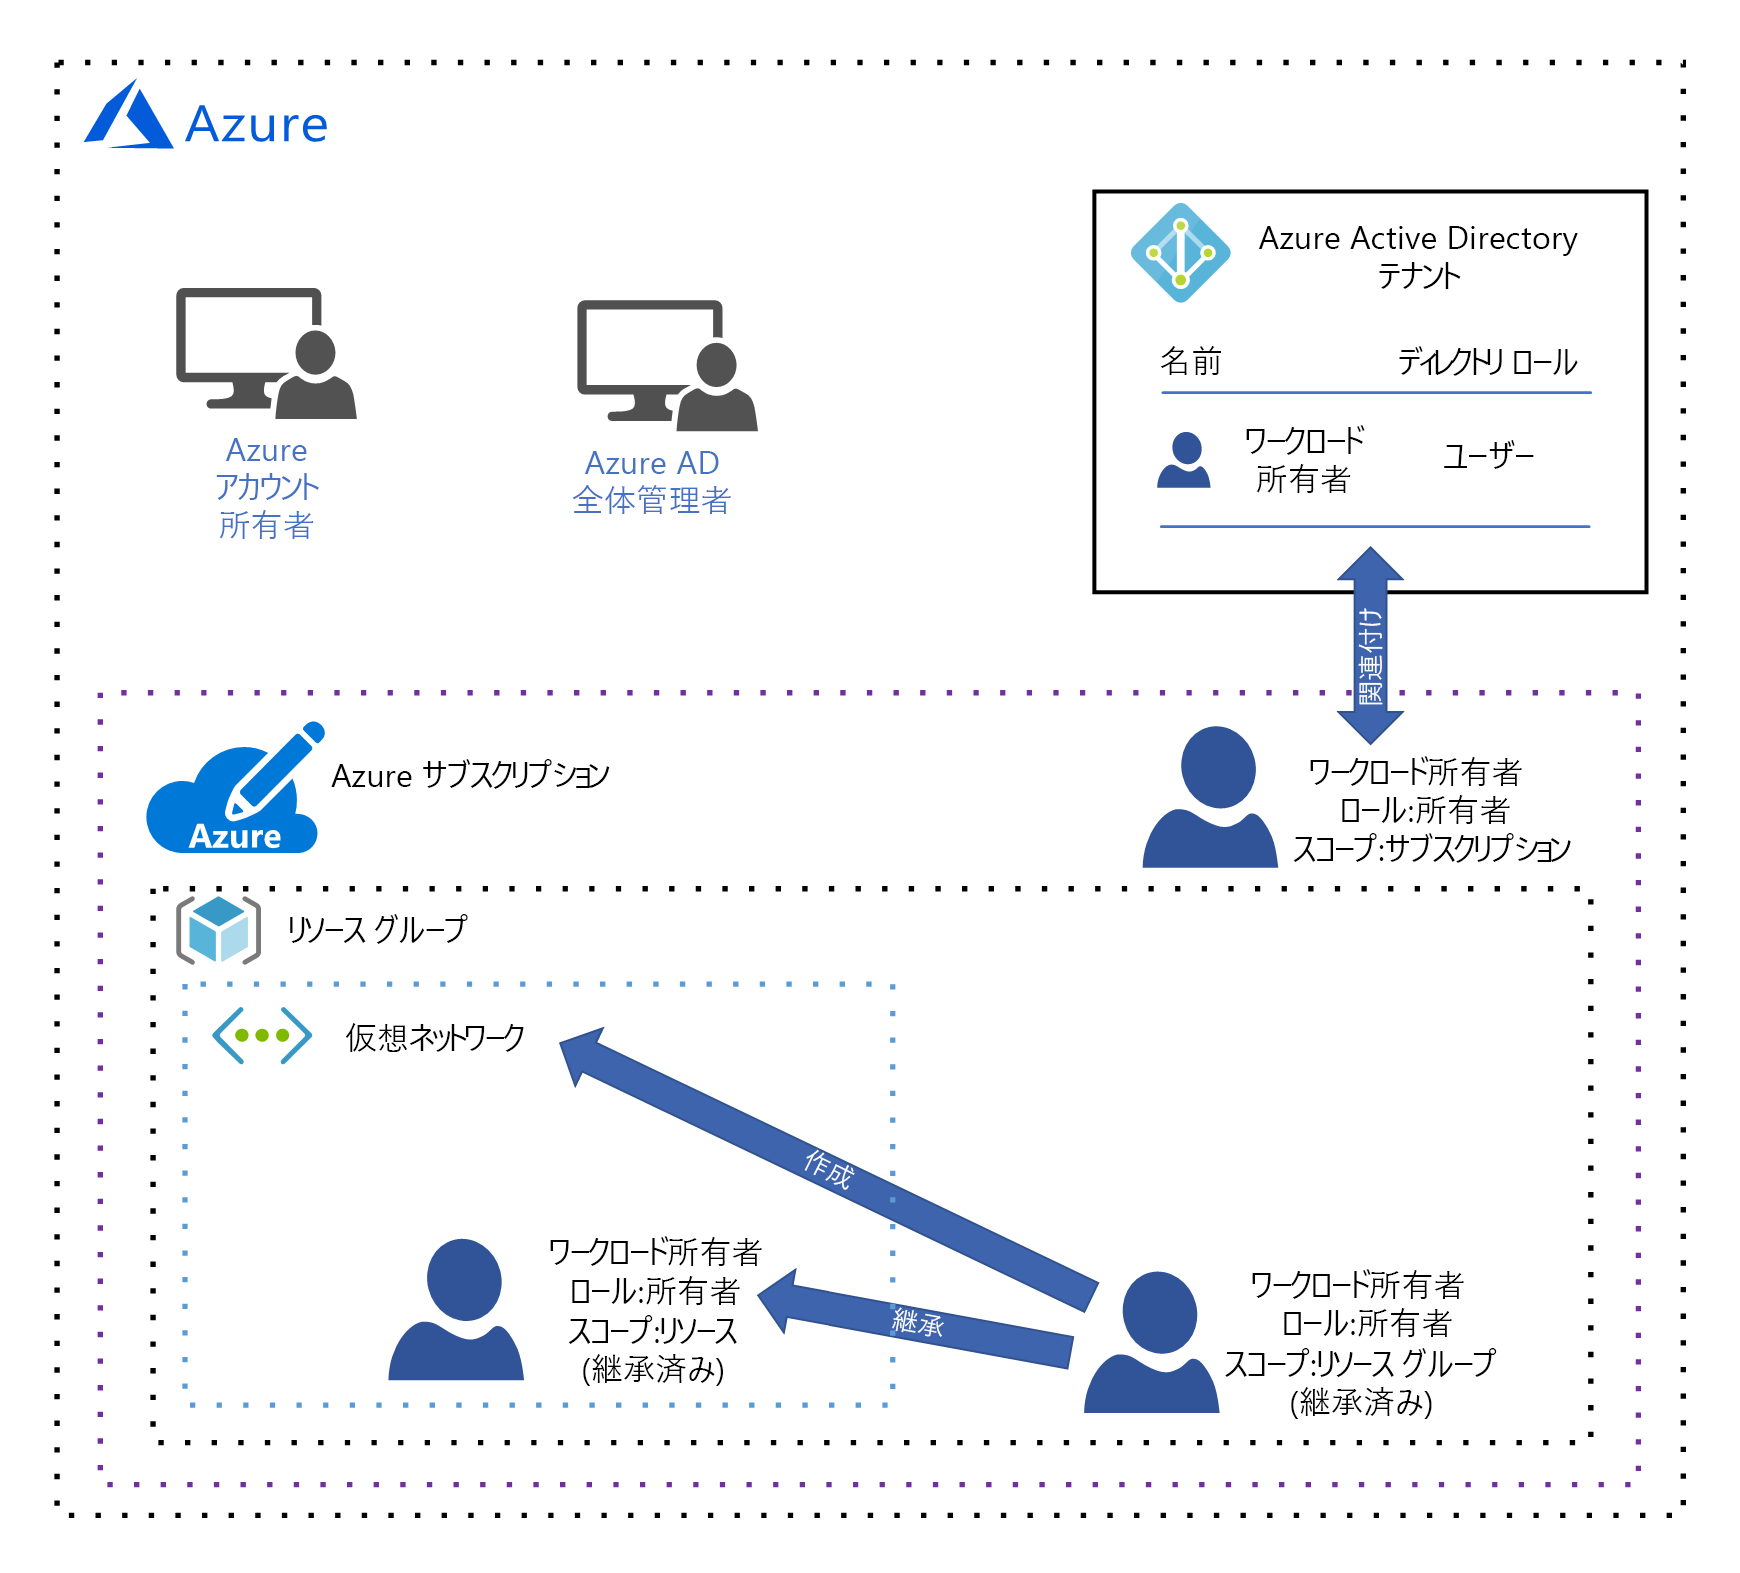 Azure
Azure Active Directory
テナント
名前
ディレクトリ ロール
ワークロード
所有者
ユーザー
Azure
アカウント
所有者
Azure AD
全体管理者
関連付け
Azure
Azure サブスクリプション
ワークロード所有者
ロール:所有者
スコープ:サブスクリプション
リソース グループ
仮想ネットワーク
作成
ワークロード所有者
ロール:所有者
スコープ:リソース
(継承済み)
継承
ワークロード所有者
ロール:所有者
スコープ:リソース グループ
(継承済み)